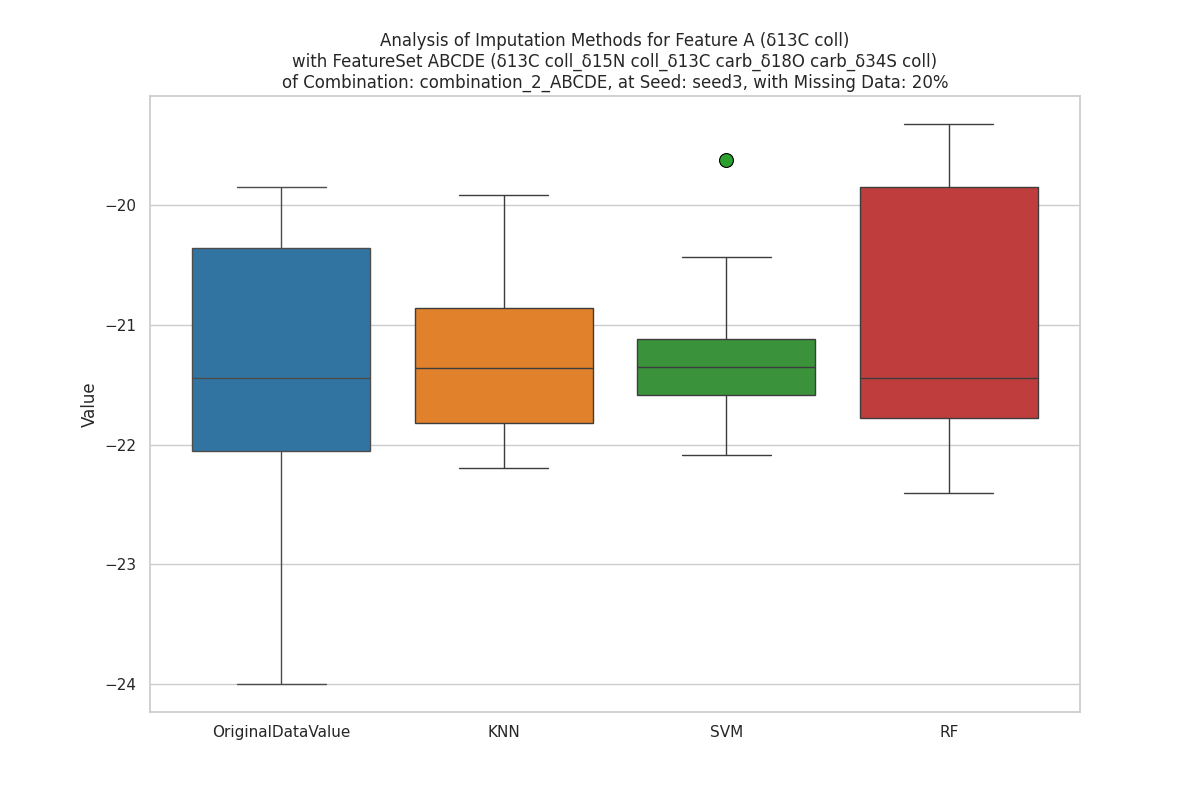 Analysis of Imputation Methods for Feature A (δ13C coll)
with FeatureSet ABCDE (δ13C coll_δ15N coll_δ13C carb_δ18O carb_δ34S coll)
of Combination: combination_2_ABCDE, at Seed: seed3, with Missing Data: 20%
Value
−20
−21
−22
−23
−24
OriginalDataValue
KNN
SVM
RF